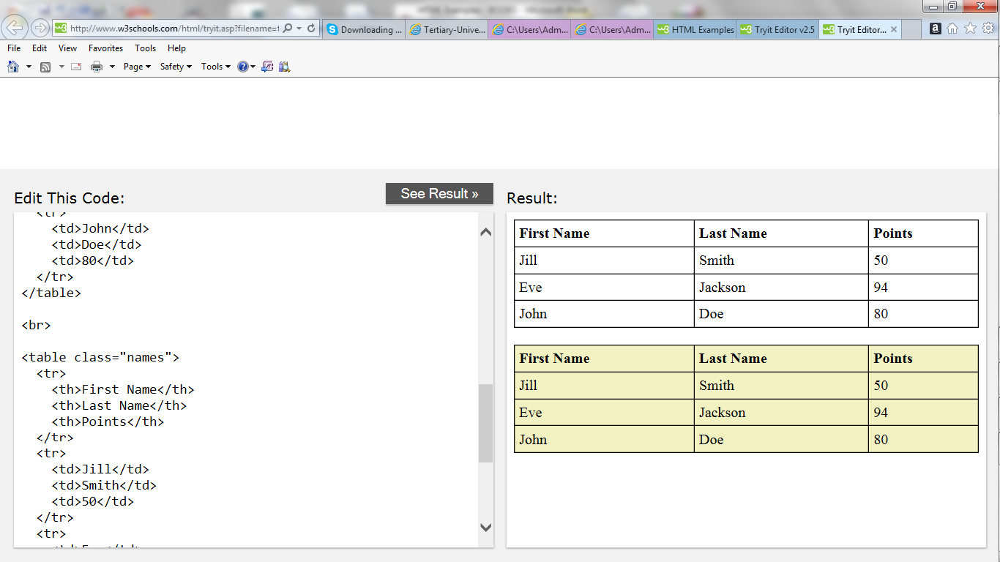 http://www.w3schools.com/html/tryit.asp?filename=t
Downloading ...
Tertiary-Unive...
C:\Users\Adm...
C:\Users\Adm...
HTML Examples
Tryit Editor v2.5
Tryit Editor...
File Edit View Favorites Tools Help
Page Safety Tools
Edit This Code:
See Result »
<tr>
<td>John</td>
<td>Doe</td>
<td>80</td>
</tr>
</table>
<br>
<table class="names">
<tr>
<th>First Name</th>
<th>Last Name</th>
<th>Points</th>
</tr>
<tr>
<td>Jill</td>
<td>Smith</td>
<td>50</td>
</tr>
<tr>
Result:
First Name Last Name Points
Jill Smith 50
Eve Jackson 94
John Doe 80
First Name Last Name Points
Jill Smith 50
Eve Jackson 94
John Doe 80